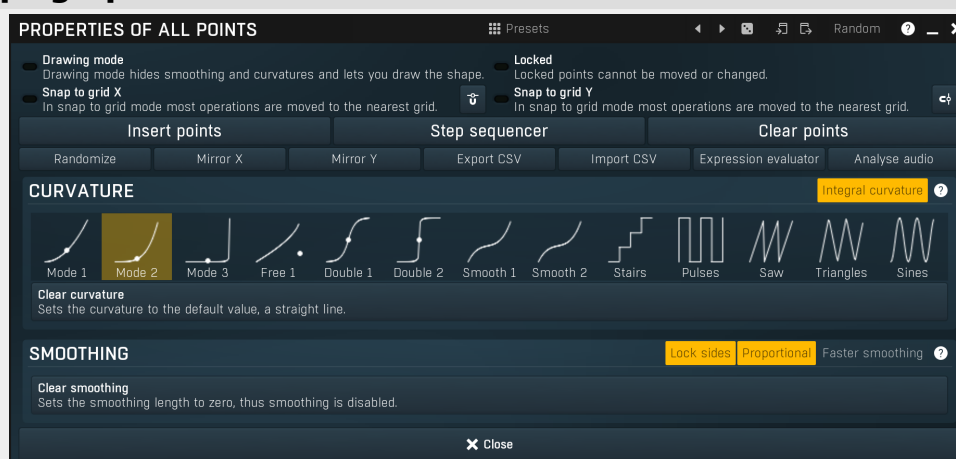 PROPERTIES OF ALL POINTS Presets Random ?
Drawing mode
Drawing mode hides smoothing and curvatures and lets you draw the shape.
Locked
Locked points cannot be moved or changed.
Snap to grid X
In snap to grid mode most operations are moved to the nearest grid.
Snap to grid Y
In snap to grid mode most operations are moved to the nearest grid.
Insert points Step sequencer Clear points
Randomize Mirror X Mirror Y Export CSV Import CSV Expression evaluator Analyse audio
CURVATURE Integral curvature ?
Mode 1 Mode 2 Mode 3 Free 1 Double 1 Double 2 Smooth 1 Smooth 2 Stairs Pulses Saw Triangles Sines
Clear curvature
Sets the curvature to the default value, a straight line.
SMOOTHING Lock sides Proportional Faster smoothing ?
Clear smoothing
Sets the smoothing length to zero, thus smoothing is disabled.
Close